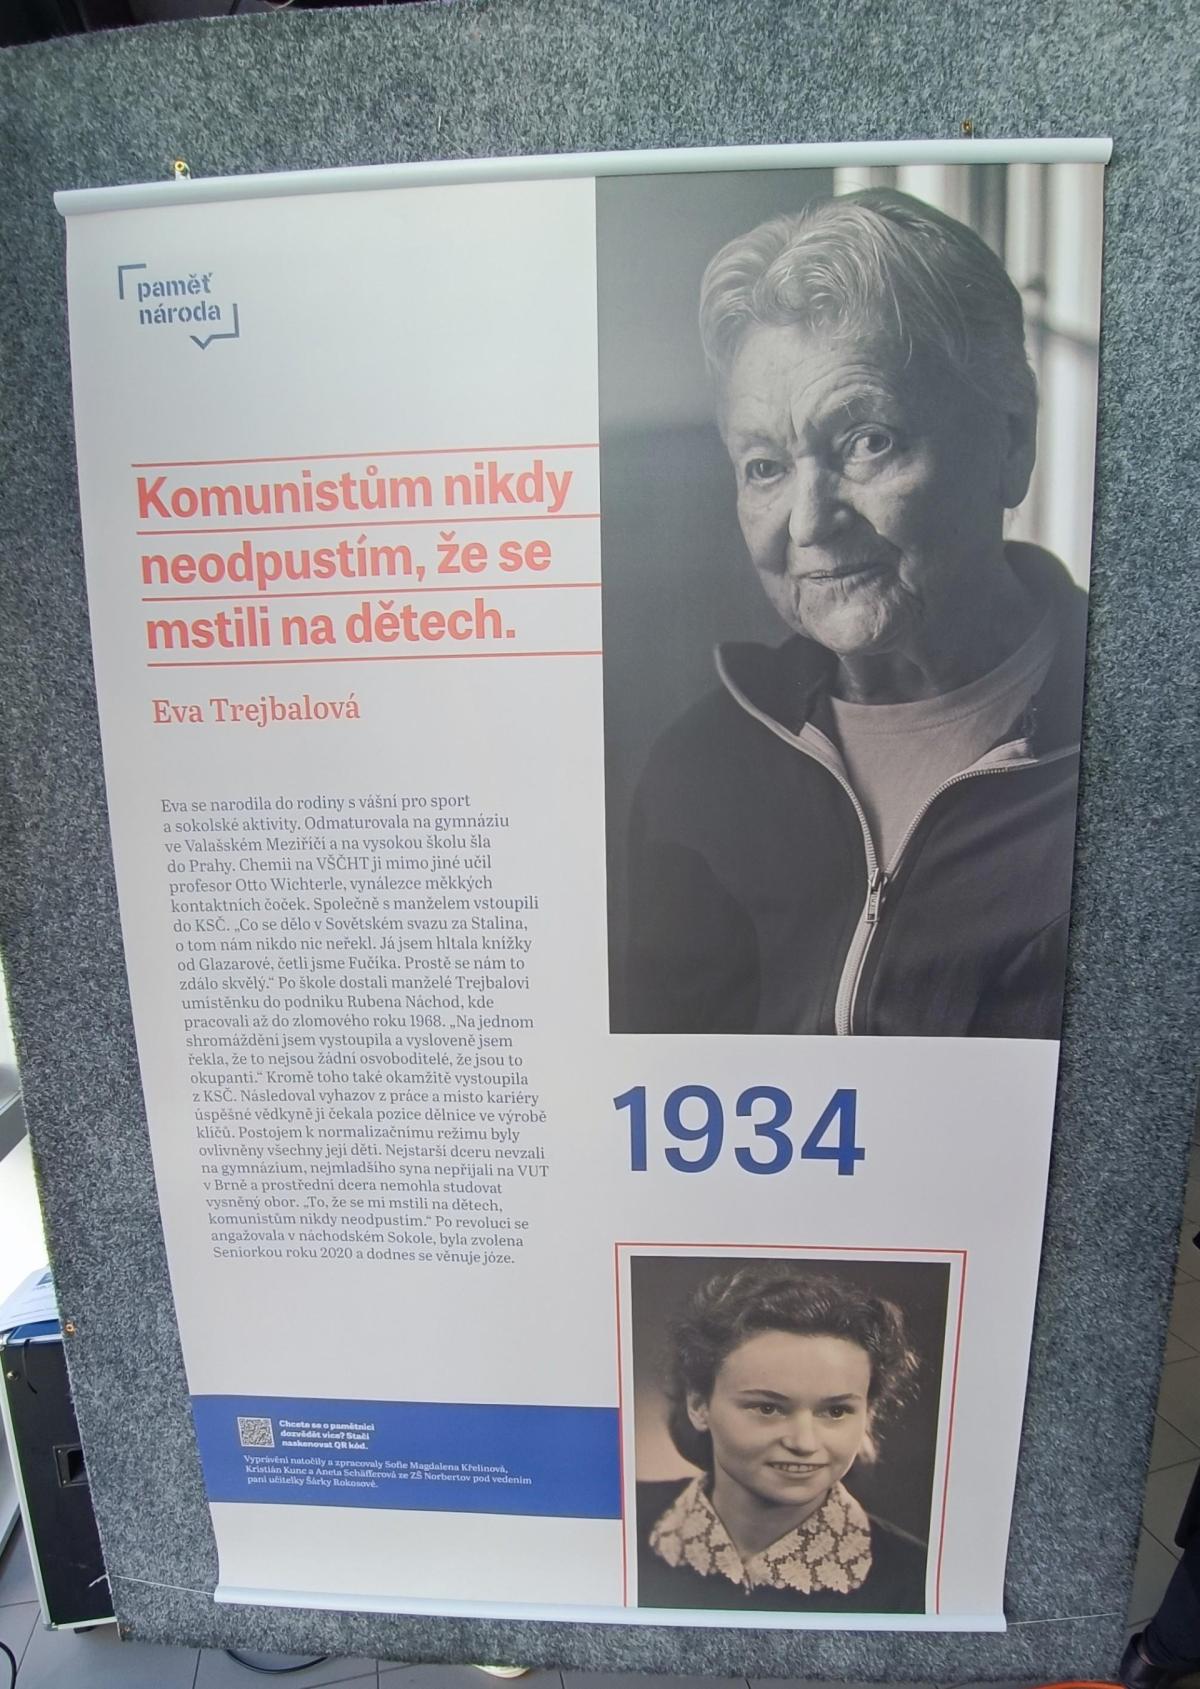 paměť
národa
Komunistům nikdy
neodpustím, že se
mstili na dětech.
Eva Trejbalová
Eva se narodila do rodiny s vášní pro sport
a sokolské aktivity. Odmaturovala na gymnáziu
ve Valašském Meziříčí a na vysokou školu šla
do Prahy. Chemii na VŠČHT ji mimo jiné učil
profesor Otto Wichterle, vynálezce měkkých
kontaktních čoček. Společně s manželem vstoupili
do KSČ. „Co se dělo v Sovětském svazu za Stalina,
o tom nám nikdo nic neřekl. Já jsem hltala knížky
od Glazarové, četli jsme Fučíka. Prostě se nám to
zdálo skvělý.“ Po škole dostali manželé Trejbalovi
umístěnku do podniku Rubena Náchod, kde
pracovali až do zlomového roku 1968. „Na jednom
shromáždění jsem vystoupila a vysloveně jsem
řekla, že to nejsou žádní osvoboditelé, že jsou to
okupanti.“ Kromě toho také okamžitě vystoupila
z KSČ. Následoval vyhazov z práce a místo kariéry
úspěšné vědkyně ji čekala pozice dělnice ve výrobě
klíčů. Postojem k normalizačnímu režimu byly
ovlivněny všechny její děti. Nejstarší dceru nevzali
na gymnázium, nejmladšího syna nepřijali na VUT
v Brně a prostřední dcera nemohla studovat
vysněný obor. „To, že se mi mstili na dětech,
komunistům nikdy neodpustím.“ Po revoluci se
angažovala v náchodském Sokole, byla zvolena
Seniorkou roku 2020 a dodnes se věnuje józe.
1934
Chcete se o pamětnici
dozvědět více? Stačí
naskenovat QR kód.
Vyprávění natočily a zpracovaly Sofie Magdalena Křelinová,
Kristián Kunc a Aneta Schäfferová ze ZŠ Norbertov pod vedením
paní učitelky Šárky Rokosové.